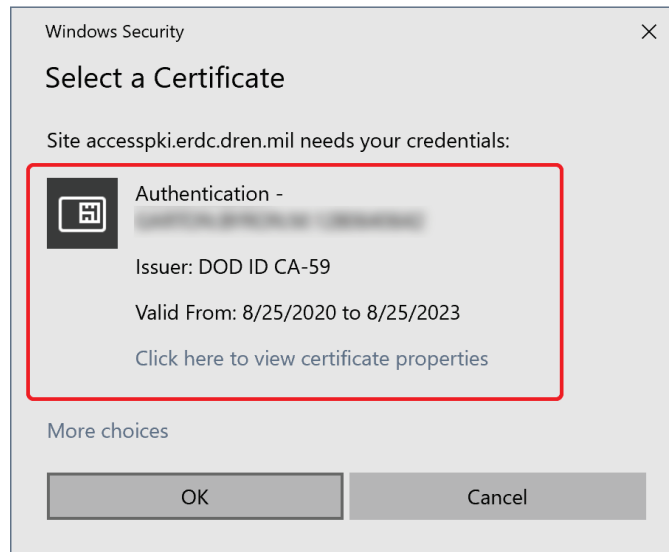 Windows Security
Select a Certificate
Site accesspki.erdc.dren.mil needs your credentials:
Authentication -
Issuer: DOD ID CA-59
Valid From: 8/25/2020 to 8/25/2023
Click here to view certificate properties
More choices
OK
Cancel